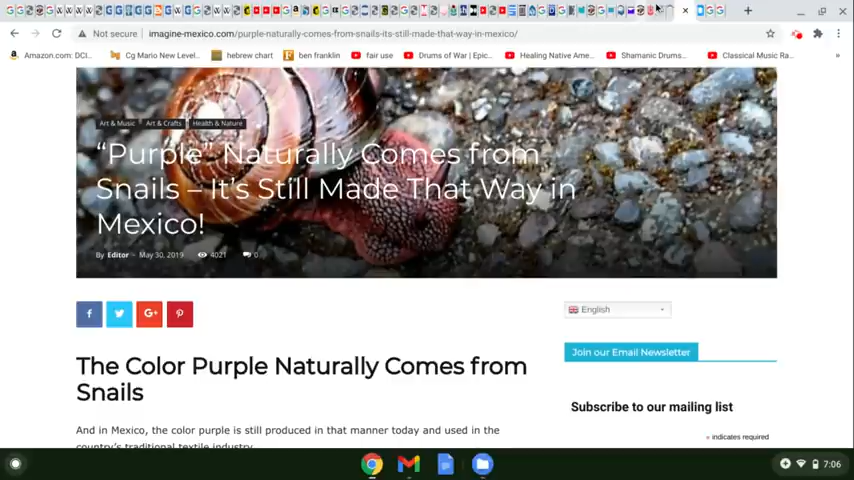 Not secure
imagine-mexico.com/purple-naturally-comes-from-snails-its-still-made-that-way-in-mexico/
Amazon.com: DCI... Cg Mario New Level... hebrew chart ben franklin fair use Drums of War | Epic... Healing Native Ame... Shamanic Drums... Classical Music Ra... »
Art & Music Art & Crafts Health & Nature
“Purple” Naturally Comes from
Snails – It’s Still Made That Way in
Mexico!
By Editor - May 30, 2019 4021 0
English
Join our Email Newsletter
The Color Purple Naturally Comes from
Snails
Subscribe to our mailing list
And in Mexico, the color purple is still produced in that manner today and used in the
* indicates required
country’s traditional textile industry.
7:06